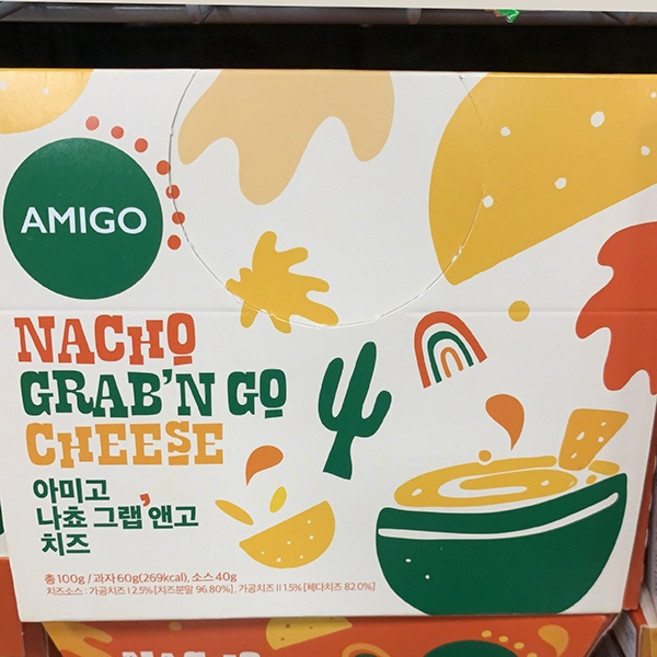 AMIGO
NACHO
GRAB'N GO
CHEESE
아미고
나쵸 그랩'앤고
치즈
총 100g / 과자 60g(269kcal), 소스 40g
치즈소스 : 가공치즈 I 2.5% [치즈분말 96.80%], 가공치즈 II 1.5% [체다치즈 82.0%]
NACHO